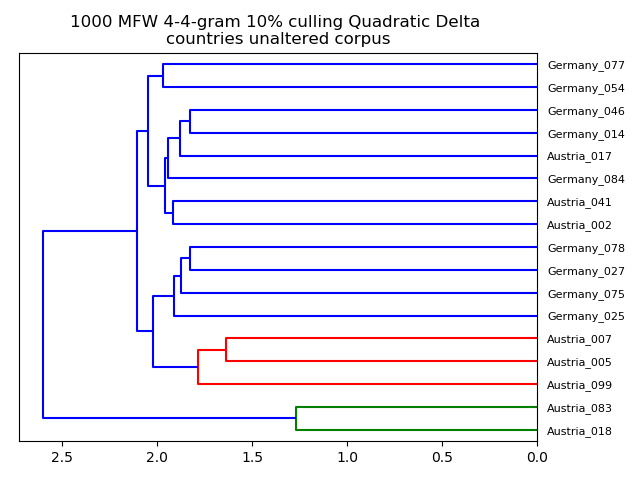 1000 MFW 4-4-gram 10% culling Quadratic Delta
countries unaltered corpus
Germany_077
Germany_054
Germany_046
Germany_014
Austria_017
Germany_084
Austria_041
Austria_002
Germany_078
Germany_027
Germany_075
Germany_025
Austria_007
Austria_005
Austria_099
Austria_083
Austria_018
2.5 2.0 1.5 1.0 0.5 0.0